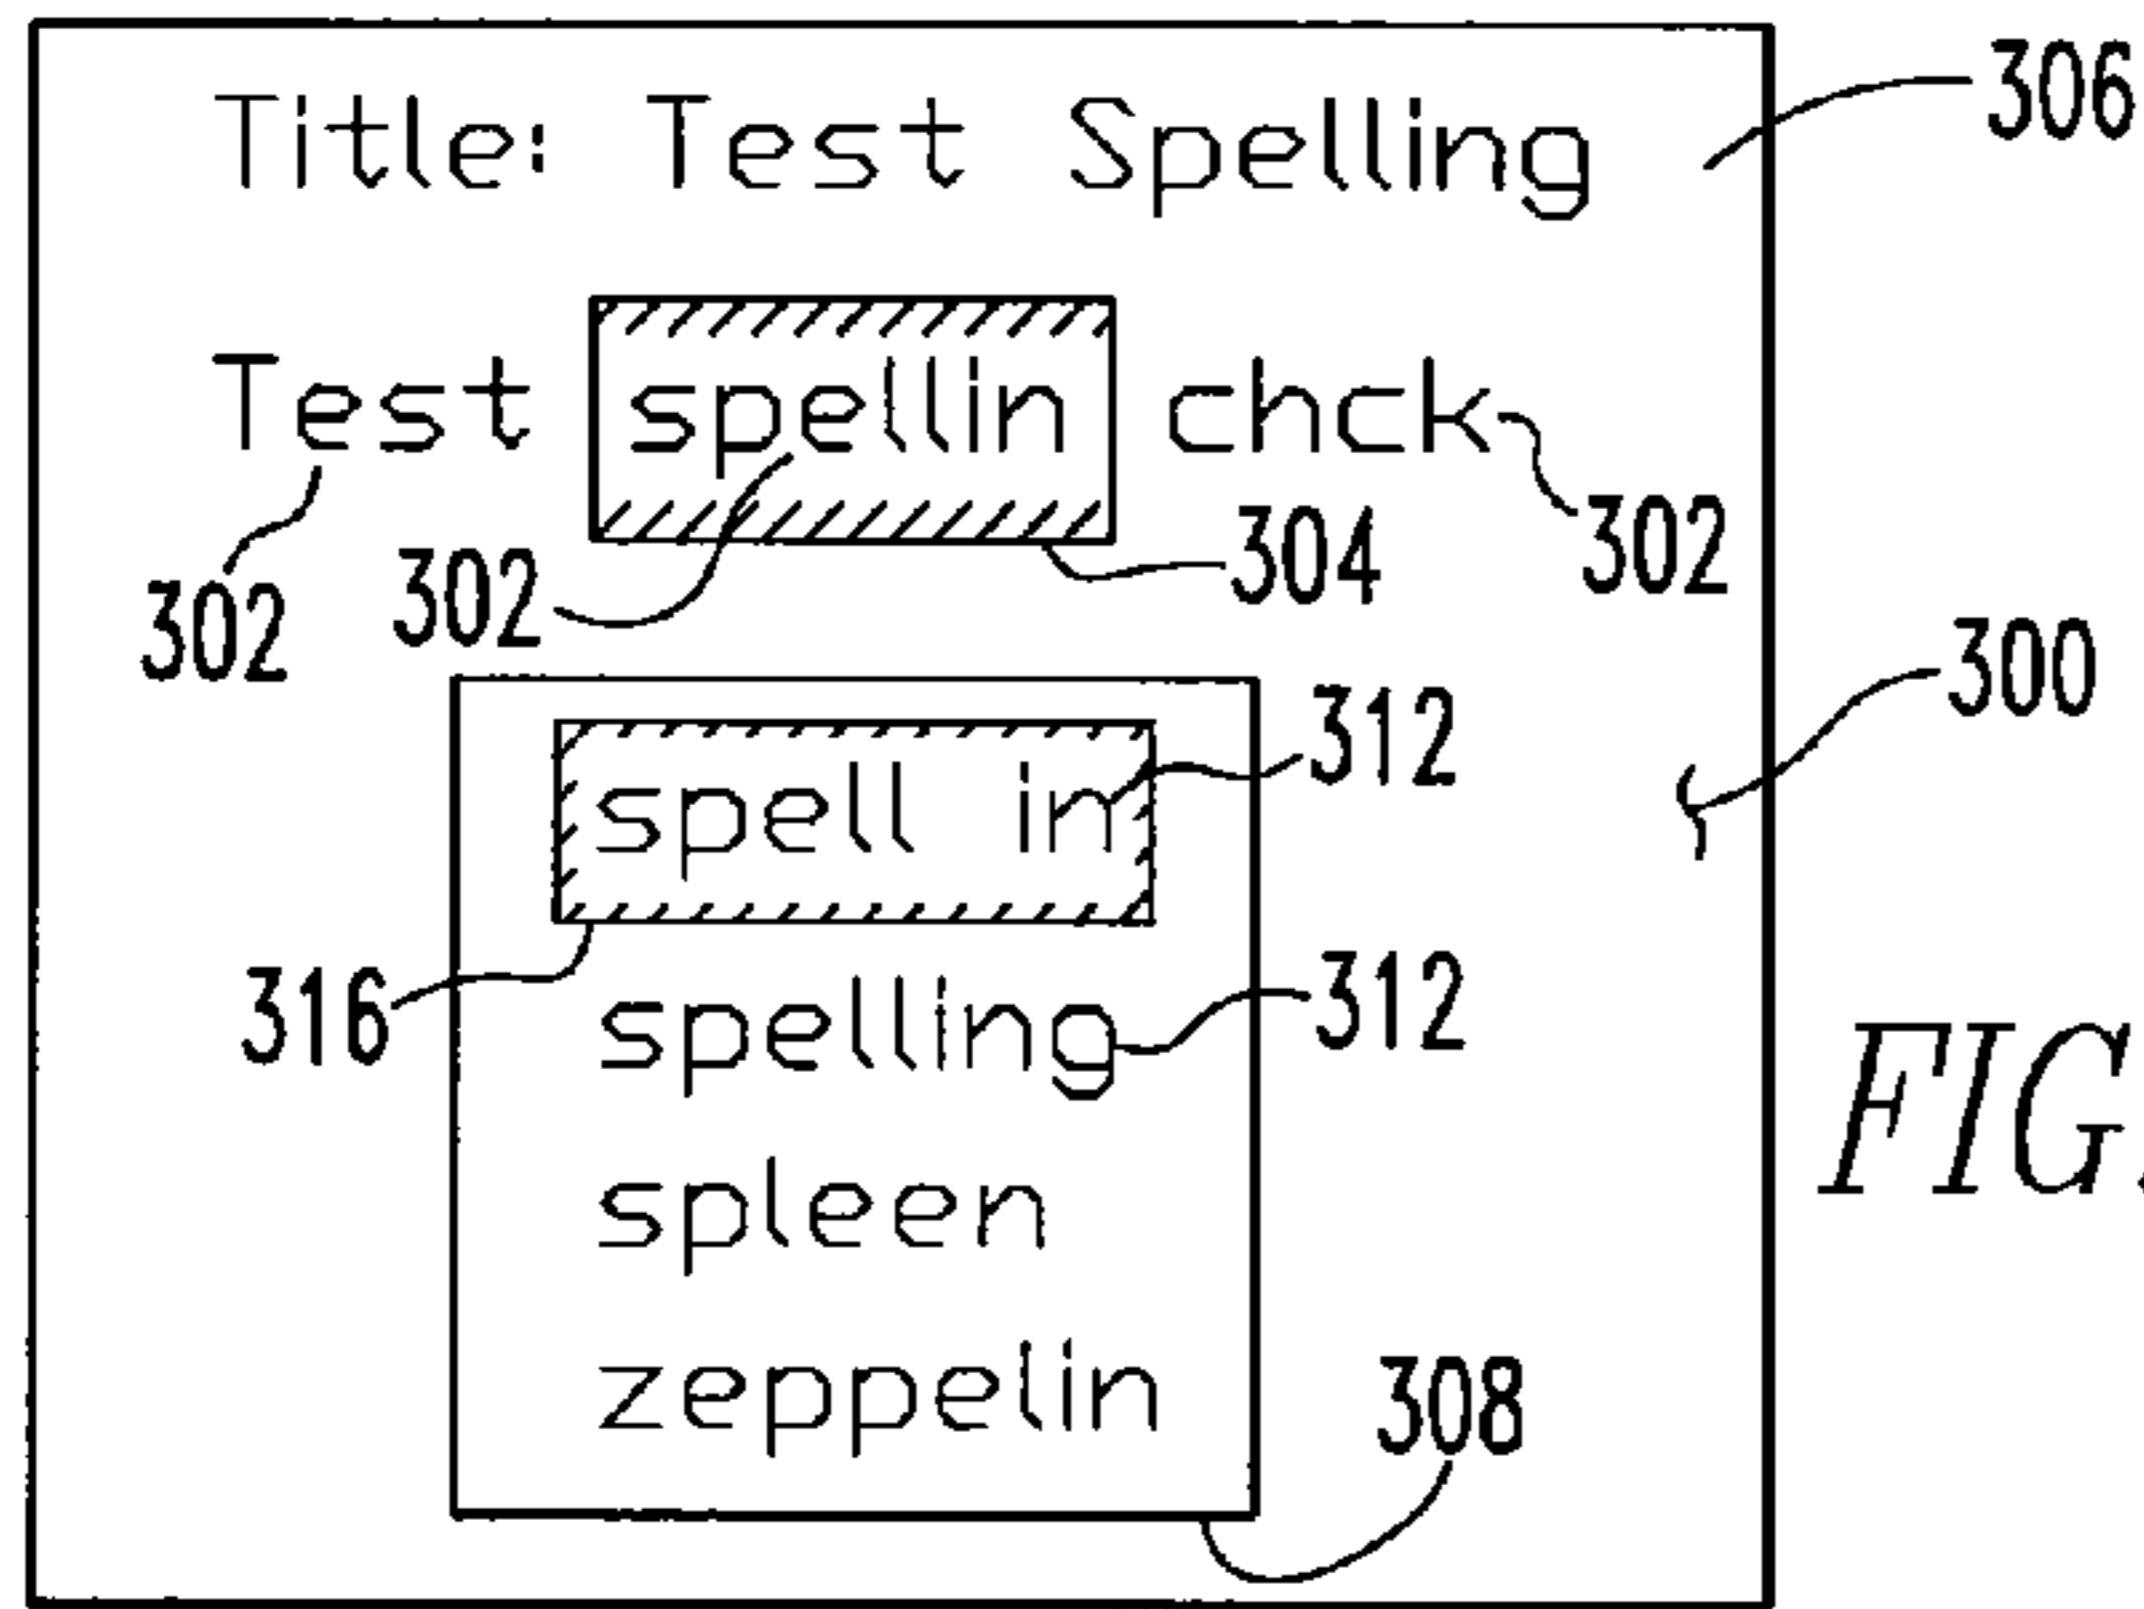 Title: Test Spelling 306
Test spellin chck
302 302 304 302
300
spell in 312
316 spelling 312
FIG.
spleen
zeppelin 308